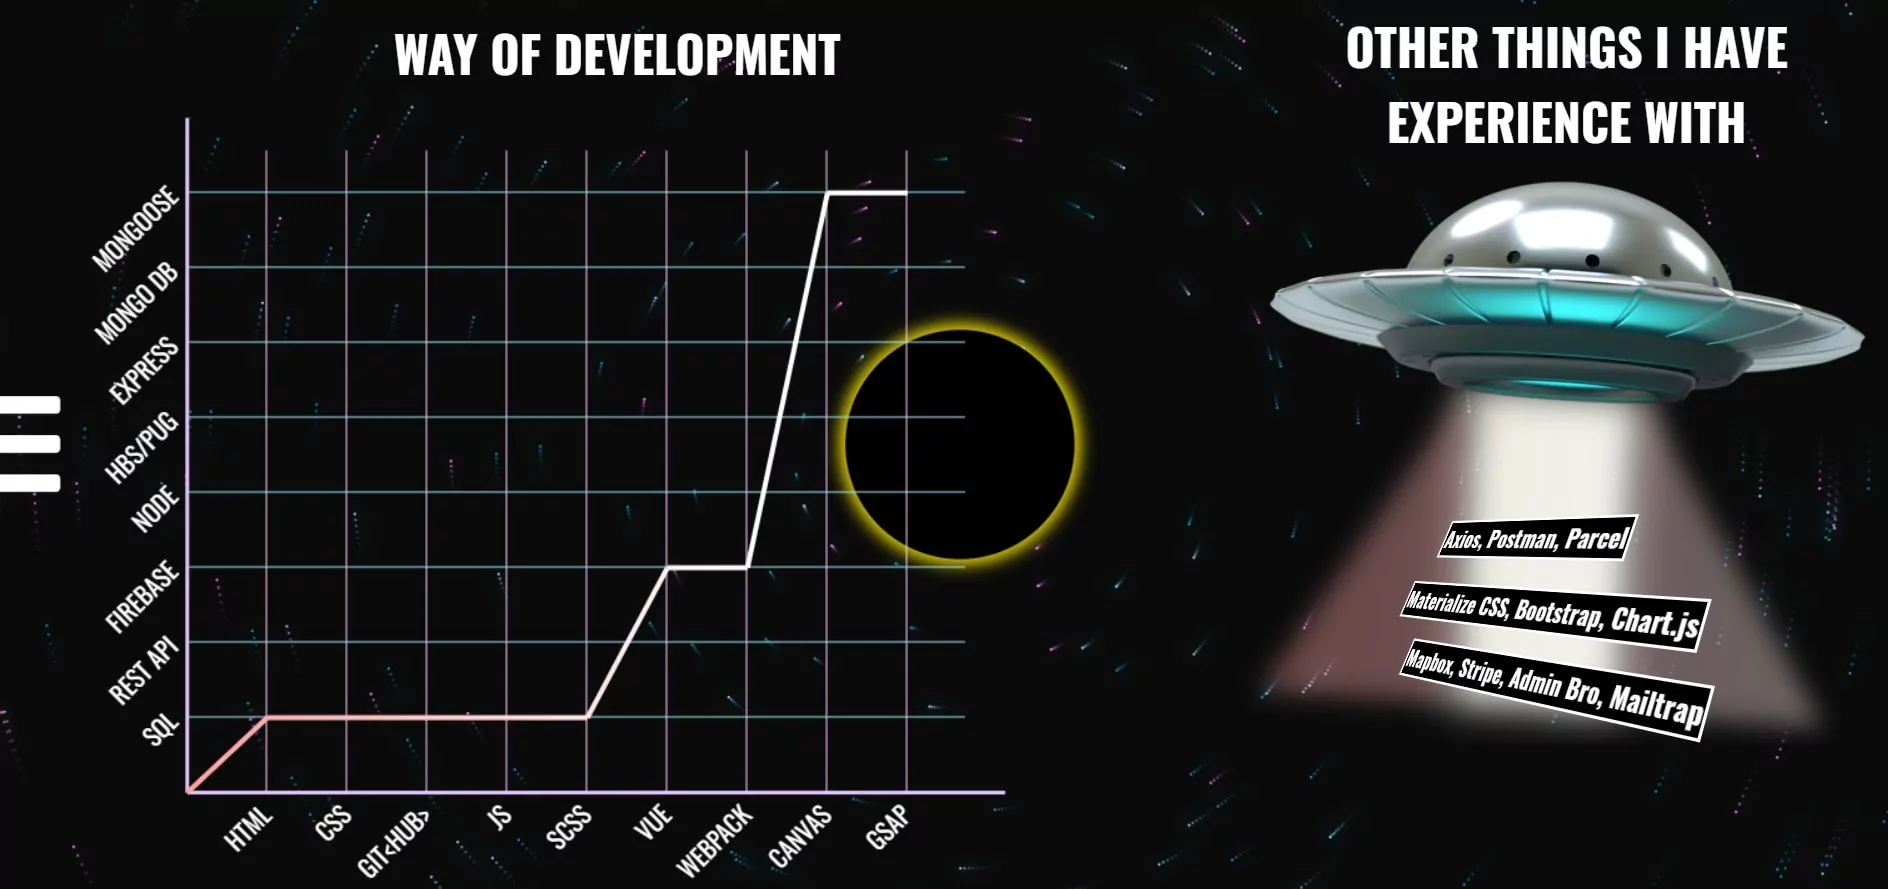 WAY OF DEVELOPMENT
MONGOOSE
MONGO DB
EXPRESS
HBS/PUG
NODE
FIREBASE
REST API
SQL
HTML
CSS
GIT<HUB>
JS
SCSS
VUE
WEBPACK
CANVAS
GSAP
OTHER THINGS I HAVE
EXPERIENCE WITH
Axios, Postman, Parcel
Materialize CSS, Bootstrap, Chart.js
Mapbox, Stripe, Admin Bro, Mailtrap